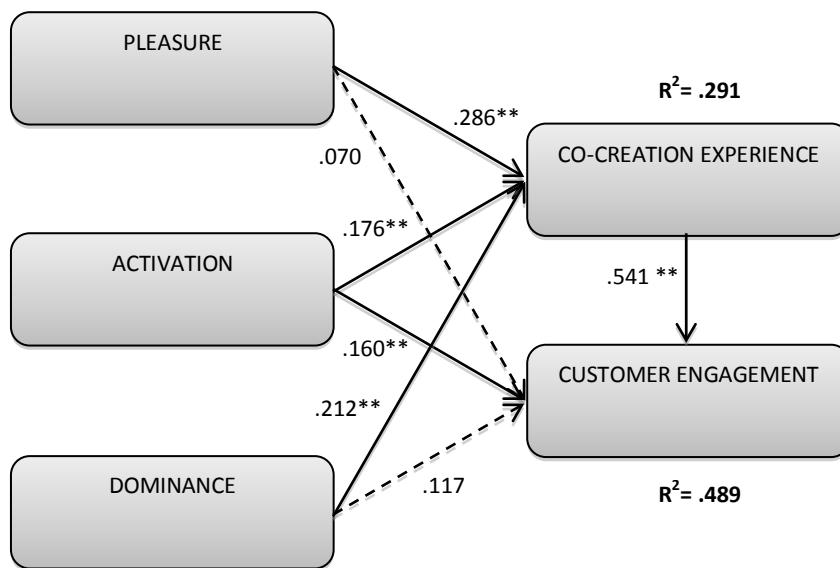 PLEASURE
R²= .291
.286**
CO-CREATION EXPERIENCE
.070
.176**
ACTIVATION
.541 **
.160**
CUSTOMER ENGAGEMENT
.212**
DOMINANCE
.117
R²= .489